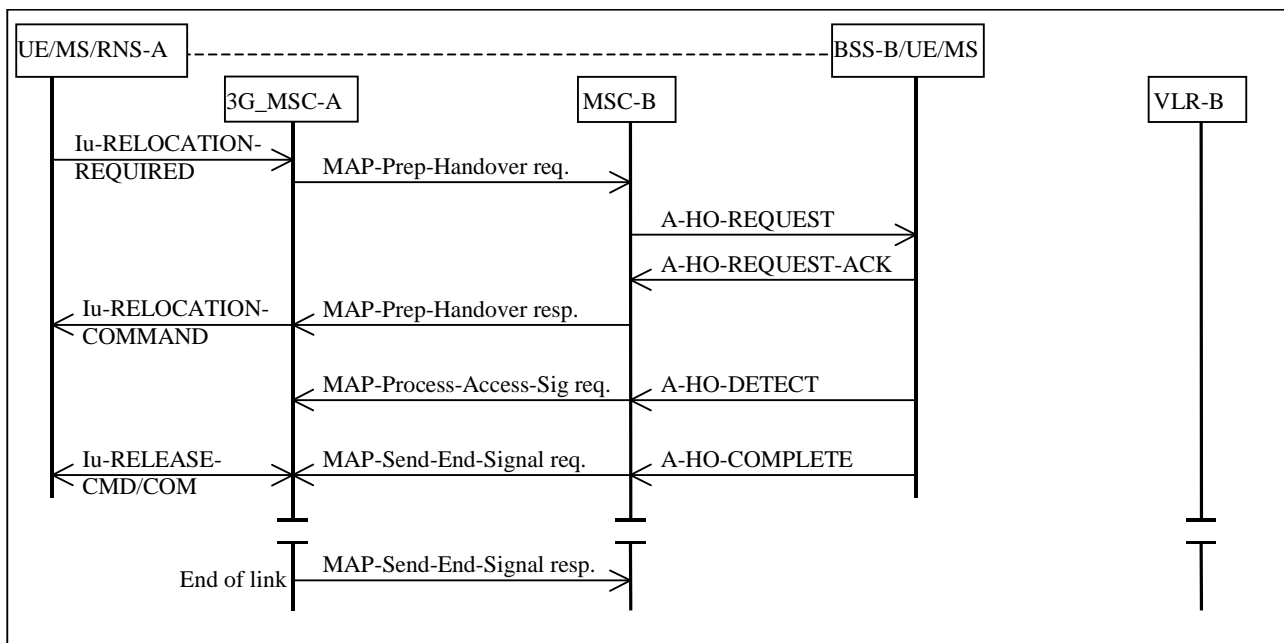 UE/MS/RNS-A
BSS-B/UE/MS
3G_MSC-A
MSC-B
VLR-B
Iu-RELOCATION-
REQUIRED
MAP-Prep-Handover req.
A-HO-REQUEST
A-HO-REQUEST-ACK
Iu-RELOCATION-
COMMAND
MAP-Prep-Handover resp.
MAP-Process-Access-Sig req.
A-HO-DETECT
Iu-RELEASE-
CMD/COM
MAP-Send-End-Signal req.
A-HO-COMPLETE
End of link
MAP-Send-End-Signal resp.